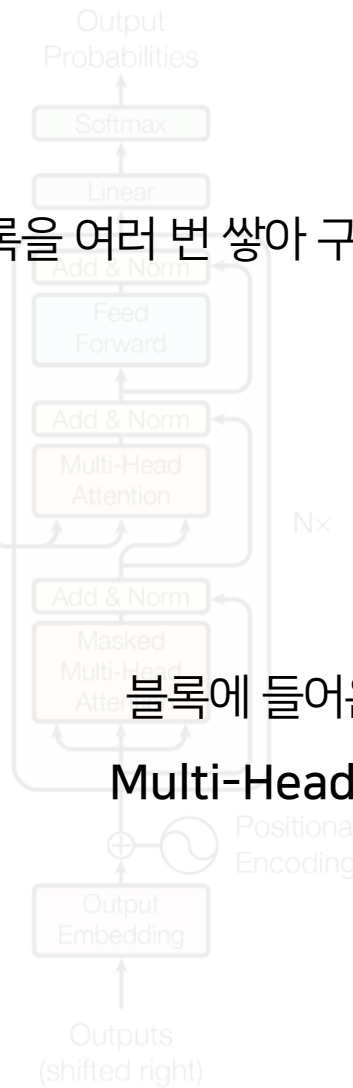 Output
Probabilities
Softmax
Linear
록을 여러 번 쌓아 구
Add & Norm
Feed
Forward
Add & Norm
Multi-Head
Attention
N×
Add & Norm
Masked
Multi-Head
Attention
블록에 들어온
Multi-Head
Positional
Encoding
Output
Embedding
Outputs
(shifted right)